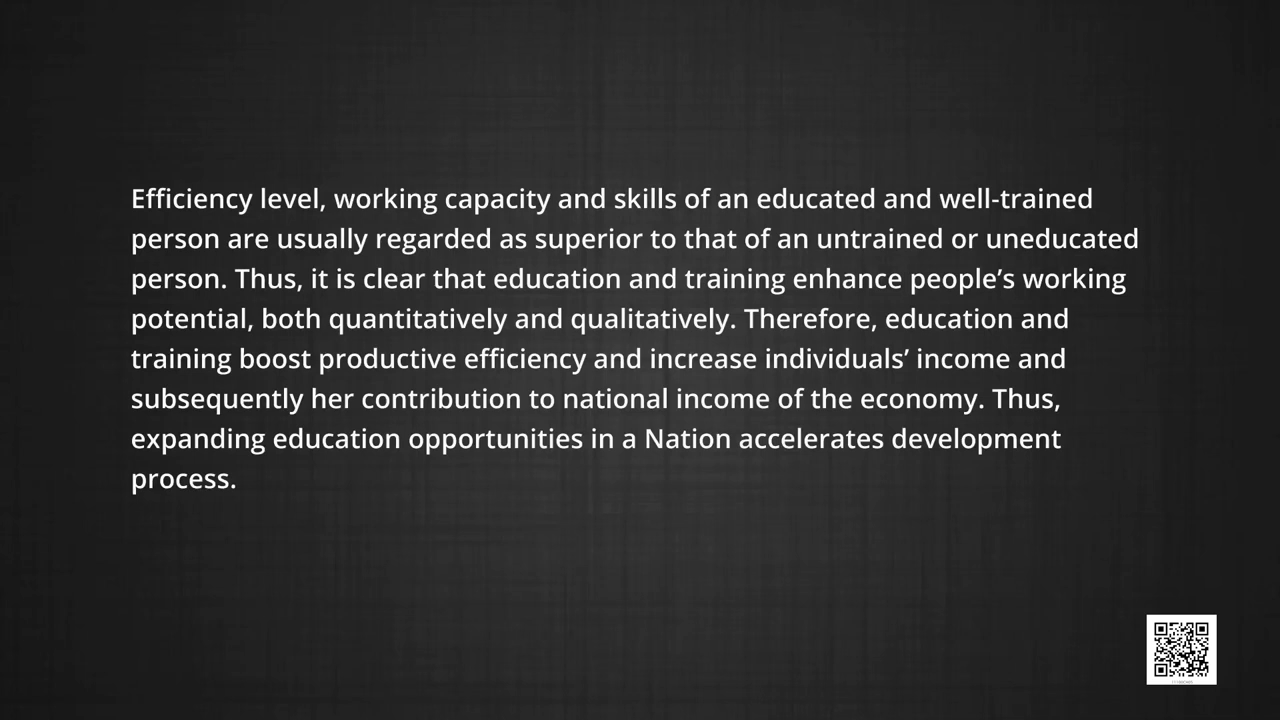 Efficiency level, working capacity and skills of an educated and well-trained
person are usually regarded as superior to that of an untrained or uneducated
person. Thus, it is clear that education and training enhance people’s working
potential, both quantitatively and qualitatively. Therefore, education and
training boost productive efficiency and increase individuals’ income and
subsequently her contribution to national income of the economy. Thus,
expanding education opportunities in a Nation accelerates development
process.